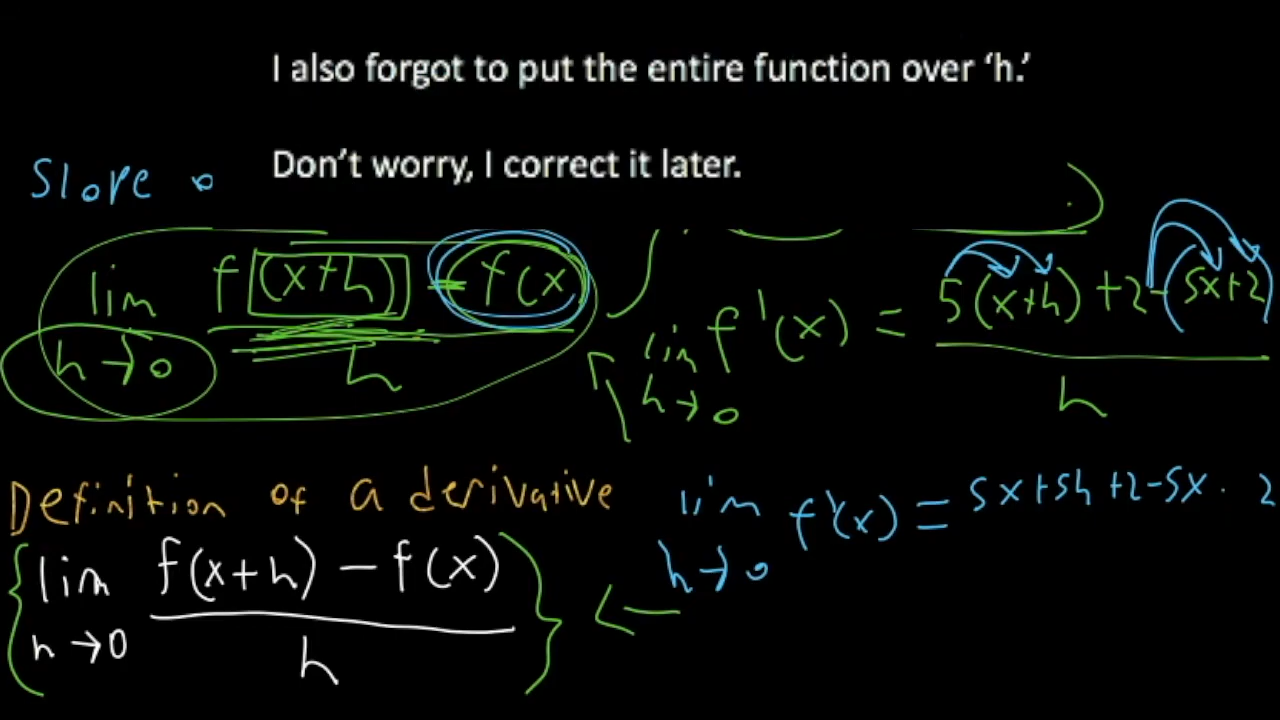 I also forgot to put the entire function over ‘h.’
Don’t worry, I correct it later.
Slope
lim f(x+h) - f(x
h→0 h
lim f'(x) = 5(x+h)+2-(5x+2)
h→0 h
Definition of a derivative
lim f(x+h) - f(x)
h→0 h
lim f'(x) = 5x+5h+2-5x. 2
h→0